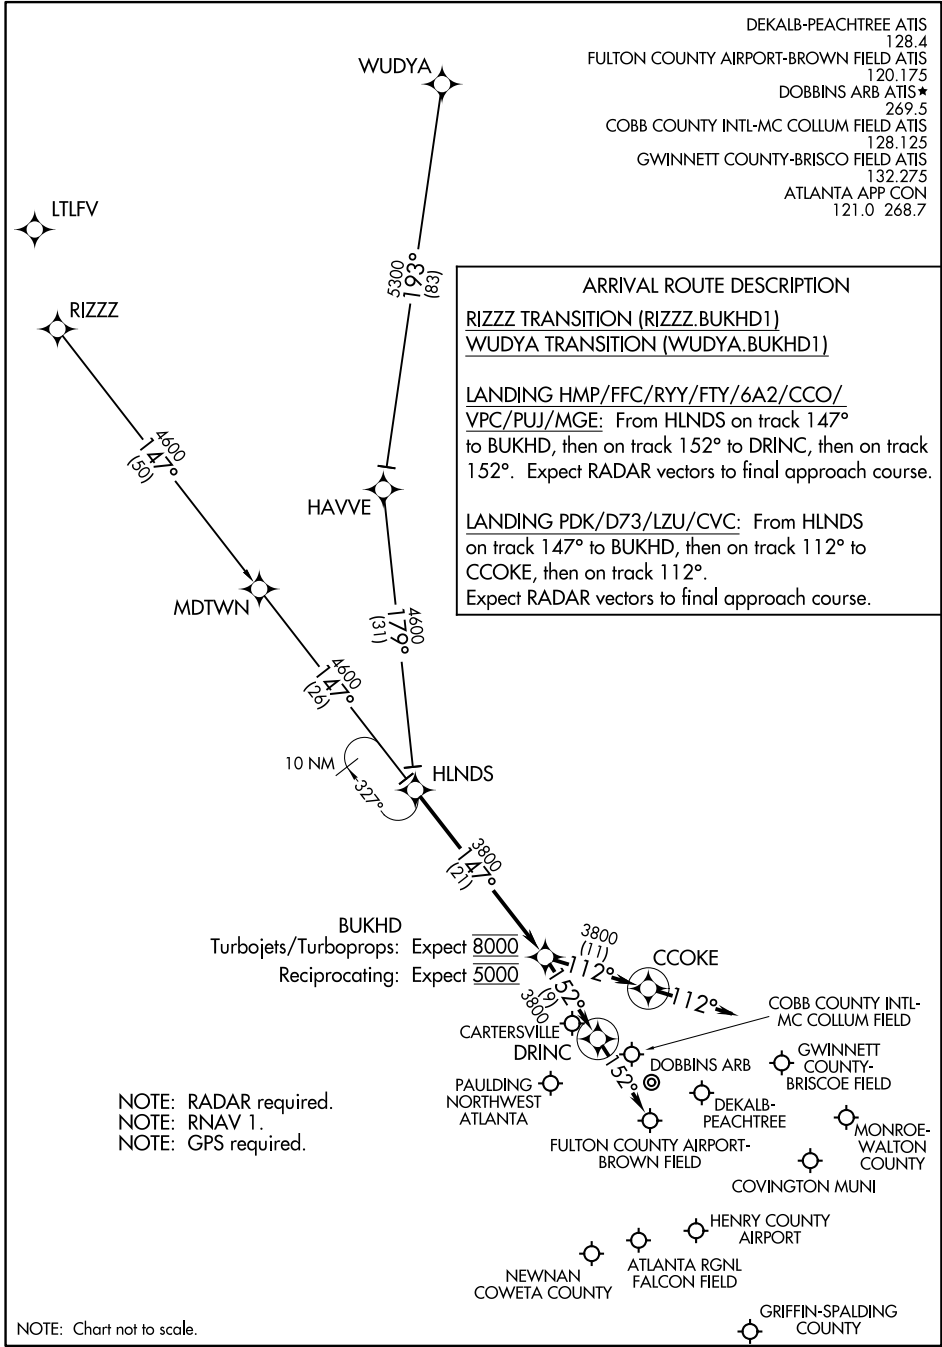 DEKALB-PEACHTREE ATIS
128.4
FULTON COUNTY AIRPORT-BROWN FIELD ATIS
120.175
DOBBINS ARB ATIS★
269.5
COBB COUNTY INTL-MC COLLUM FIELD ATIS
128.125
GWINNETT COUNTY-BRISCO FIELD ATIS
132.275
ATLANTA APP CON
121.0 268.7
WUDYA
LTLFV
RIZZZ
5300
193°
(83)
ARRIVAL ROUTE DESCRIPTION
RIZZZ TRANSITION (RIZZZ.BUKHD1)
WUDYA TRANSITION (WUDYA.BUKHD1)
LANDING HMP/FFC/RYY/FTY/6A2/CCO/
VPC/PUJ/MGE: From HLNDS on track 147°
to BUKHD, then on track 152° to DRINC, then on track
152°. Expect RADAR vectors to final approach course.
LANDING PDK/D73/LZU/CVC: From HLNDS
on track 147° to BUKHD, then on track 112° to
CCOKE, then on track 112°.
Expect RADAR vectors to final approach course.
4600
147°
(50)
HAVVE
MDTWN
4600
179°
(31)
4600
147°
(26)
10 NM
327°
HLNDS
3800
147°
(21)
BUKHD
Turbojets/Turboprops: Expect 8000
Reciprocating: Expect 5000
3800
(11)
112°
CCOKE
112°
152°
(9)
3800
CARTERSVILLE
DRINC
152°
COBB COUNTY INTL-
MC COLLUM FIELD
DOBBINS ARB
GWINNETT
COUNTY-
BRISCOE FIELD
PAULDING
NORTHWEST
ATLANTA
DEKALB-
PEACHTREE
MONROE-
WALTON
COUNTY
FULTON COUNTY AIRPORT-
BROWN FIELD
COVINGTON MUNI
NOTE: RADAR required.
NOTE: RNAV 1.
NOTE: GPS required.
HENRY COUNTY
AIRPORT
ATLANTA RGNL
FALCON FIELD
NEWNAN
COWETA COUNTY
GRIFFIN-SPALDING
COUNTY
NOTE: Chart not to scale.